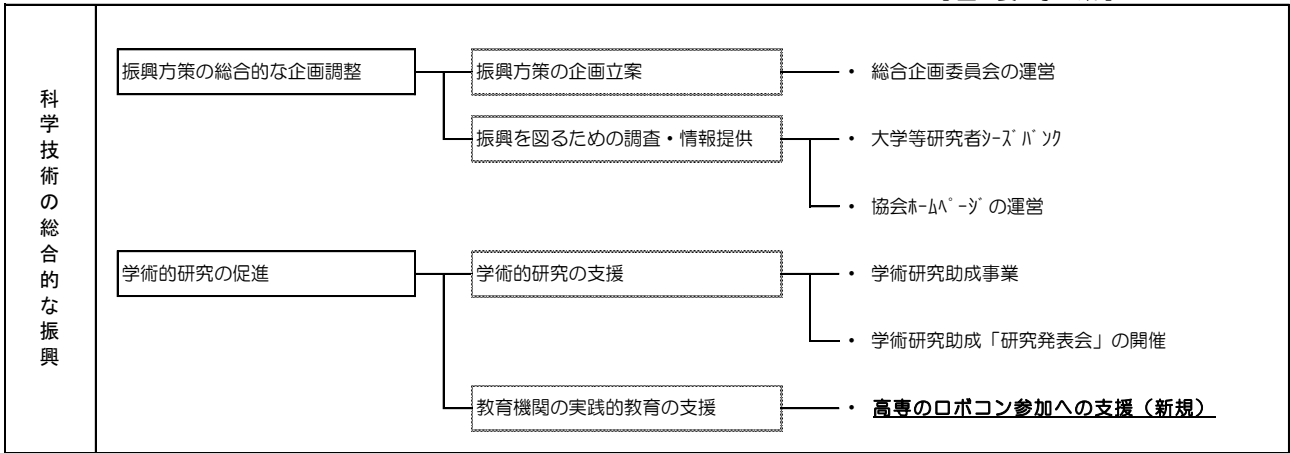 科学技術の総合的な振興
振興方策の総合的な企画調整
振興方策の企画立案
・ 総合企画委員会の運営
振興を図るための調査・情報提供
・ 大学等研究者ｼｰｽﾞﾊﾞﾝｸ
・ 協会ﾎｰﾑﾍﾟｰｼﾞの運営
学術的研究の促進
学術的研究の支援
・ 学術研究助成事業
・ 学術研究助成「研究発表会」の開催
教育機関の実践的教育の支援
・ 高専のロボコン参加への支援（新規）